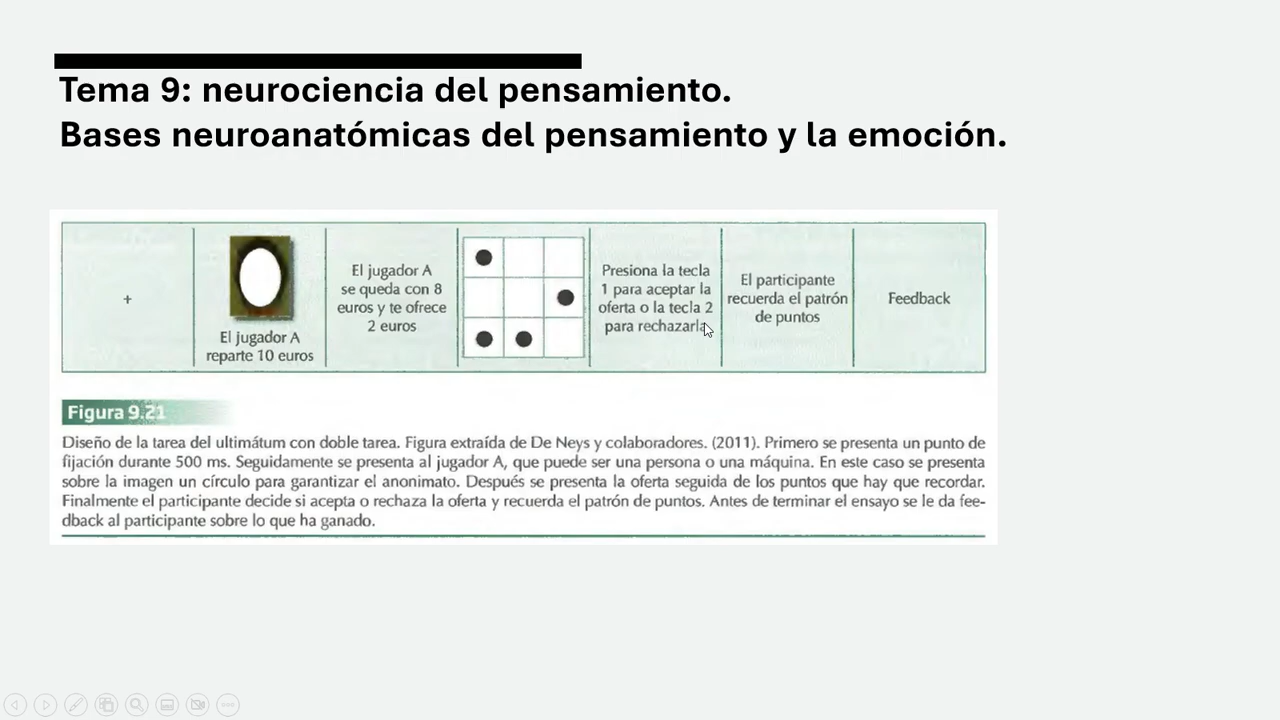 Tema 9: neurociencia del pensamiento.
Bases neuroanatómicas del pensamiento y la emoción.
+
El jugador A
reparte 10 euros
El jugador A
se queda con 8
euros y te ofrece
2 euros
Presiona la tecla
1 para aceptar la
oferta o la tecla 2
para rechazarla
El participante
recuerda el patrón
de puntos
Feedback
Figura 9.21
Diseño de la tarea del ultimátum con doble tarea. Figura extraída de De Neys y colaboradores. (2011). Primero se presenta un punto de
fijación durante 500 ms. Seguidamente se presenta al jugador A, que puede ser una persona o una máquina. En este caso se presenta
sobre la imagen un círculo para garantizar el anonimato. Después se presenta la oferta seguida de los puntos que hay que recordar.
Finalmente el participante decide si acepta o rechaza la oferta y recuerda el patrón de puntos. Antes de terminar el ensayo se le da fee-
dback al participante sobre lo que ha ganado.